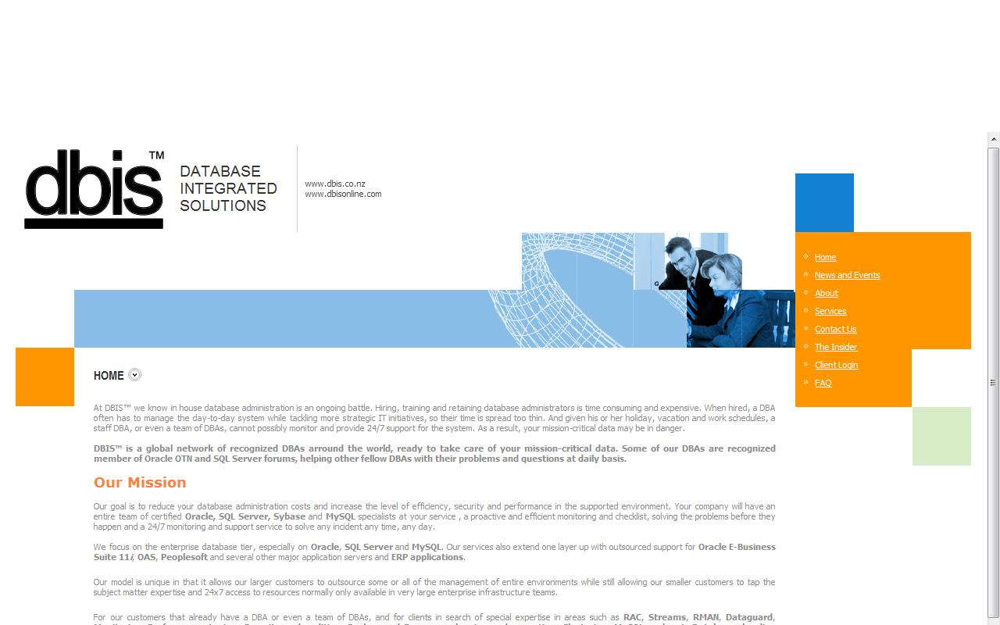 dbis™
DATABASE
INTEGRATED
SOLUTIONS
www.dbis.co.nz
www.dbisonline.com
Home
News and Events
About
Services
Contact Us
The Insider
Client Login
FAQ
HOME
At DBIS™ we know in house database administration is an ongoing battle. Hiring, training and retaining database administrators is time consuming and expensive. When hired, a DBA
often has to manage the day-to-day system while tackling more strategic IT initiatives, so their time is spread too thin. And given his or her holiday, vacation and work schedules, a
staff DBA, or even a team of DBAs, cannot possibly monitor and provide 24/7 support for the system. As a result, your mission-critical data may be in danger.
DBIS™ is a global network of recognized DBAs arround the world, ready to take care of your mission-critical data. Some of our DBAs are recognized
member of Oracle OTN and SQL Server forums, helping other fellow DBAs with their problems and questions at daily basis.
Our Mission
Our goal is to reduce your database administration costs and increase the level of efficiency, security and performance in the supported environment. Your company will have an
entire team of certified Oracle, SQL Server, Sybase and MySQL specialists at your service , a proactive and efficient monitoring and checklist, solving the problems before they
happen and a 24/7 monitoring and support service to solve any incident any time, any day.
We focus on the enterprise database tier, especially on Oracle, SQL Server and MySQL. Our services also extend one layer up with outsourced support for Oracle E-Business
Suite 11i, OAS, Peoplesoft and several other major application servers and ERP applications.
Our model is unique in that it allows our larger customers to outsource some or all of the management of entire environments while still allowing our smaller customers to tap the
subject matter expertise and 24x7 access to resources normally only available in very large enterprise infrastructure teams.
For our customers that already have a DBA or even a team of DBAs, and for clients in search of special expertise in areas such as RAC, Streams, RMAN, Dataguard,